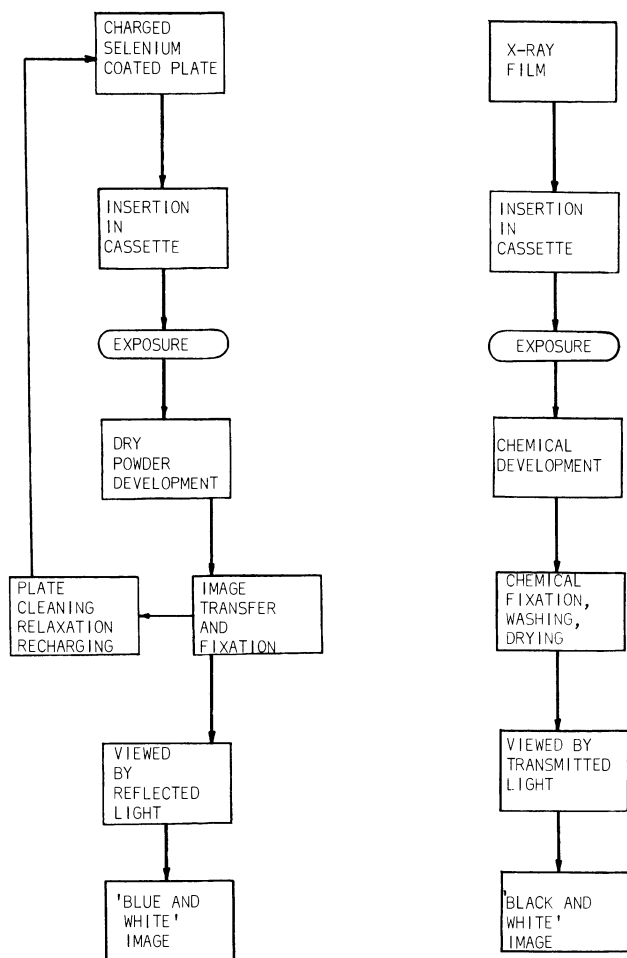 CHARGED
SELENIUM
COATED PLATE
INSERTION
IN
CASSETTE
EXPOSURE
DRY
POWDER
DEVELOPMENT
PLATE
CLEANING
RELAXATION
RECHARGING
IMAGE
TRANSFER
AND
FIXATION
VIEWED
BY
REFLECTED
LIGHT
'BLUE AND
WHITE'
IMAGE
X-RAY
FILM
INSERTION
IN
CASSETTE
EXPOSURE
CHEMICAL
DEVELOPMENT
CHEMICAL
FIXATION,
WASHING,
DRYING
VIEWED BY
TRANSMITTED
LIGHT
'BLACK AND
WHITE'
IMAGE